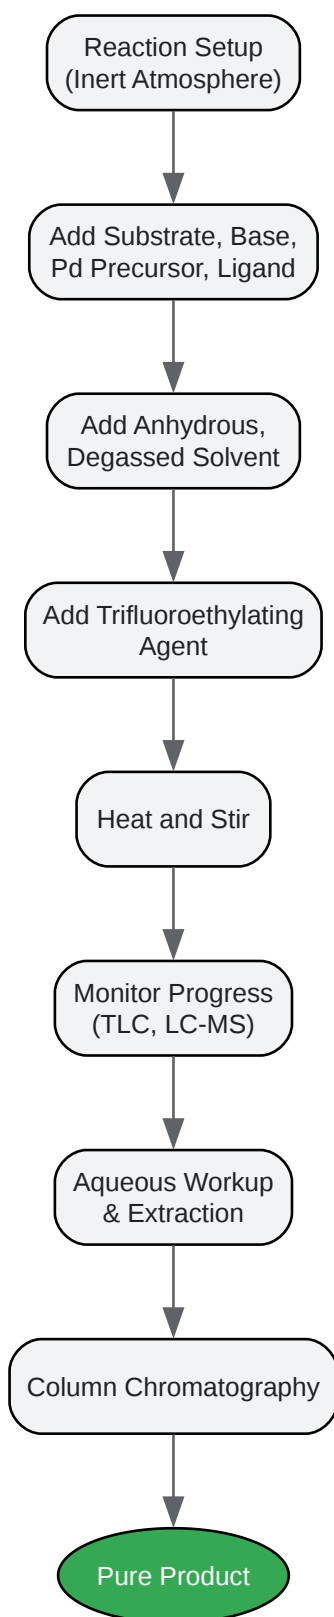 Reaction Setup
(Inert Atmosphere)
Add Substrate, Base,
Pd Precursor, Ligand
Add Anhydrous,
Degassed Solvent
Add Trifluoroethylating
Agent
Heat and Stir
Monitor Progress
(TLC, LC-MS)
Aqueous Workup
& Extraction
Column Chromatography
Pure Product